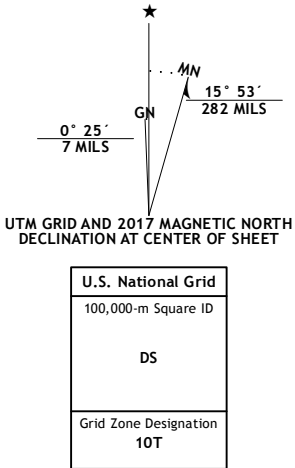 ★
MN
15° 53´
282 MILS
GN
0° 25´
7 MILS
UTM GRID AND 2017 MAGNETIC NORTH
DECLINATION AT CENTER OF SHEET
U.S. National Grid
100,000-m Square ID
DS
Grid Zone Designation
10T